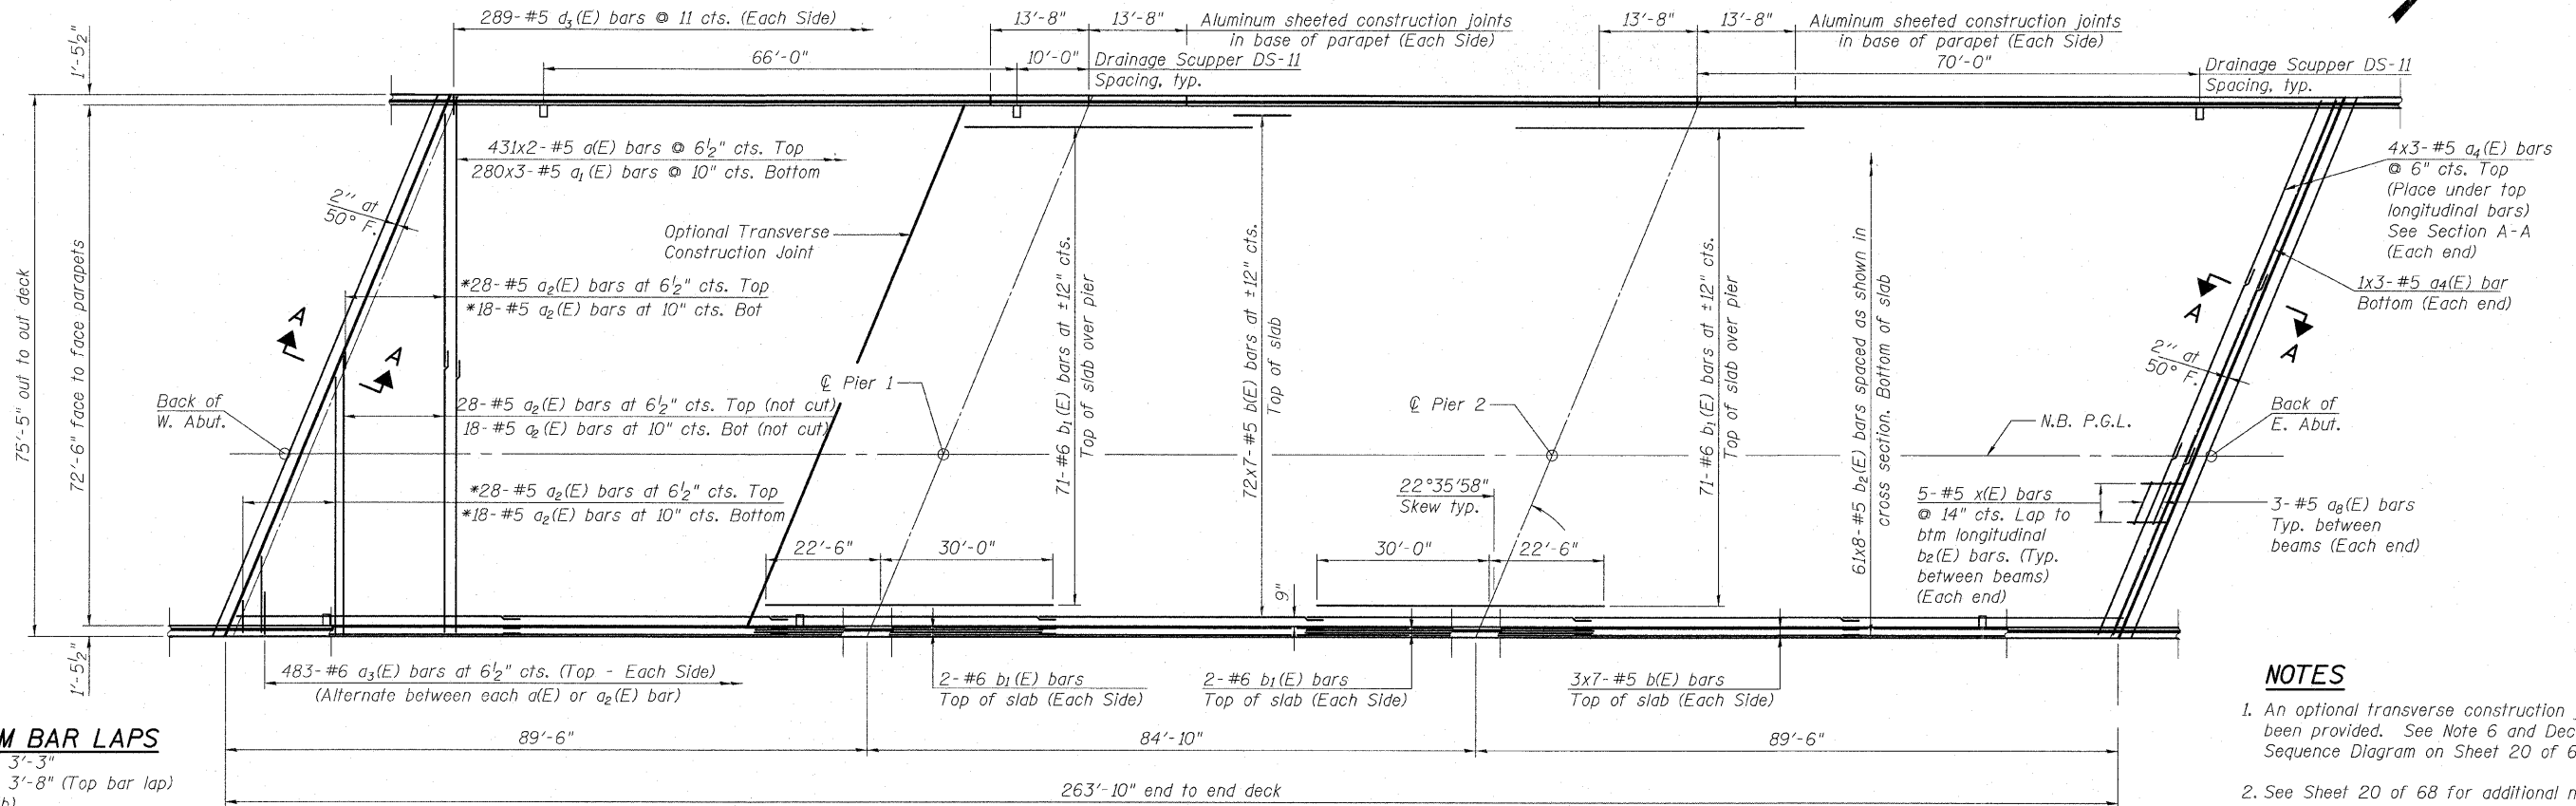 289-#5 d3(E) bars @ 11 cts. (Each Side)
13'-8"
13'-8"
Aluminum sheeted construction joints
in base of parapet (Each Side)
13'-8"
13'-8"
Aluminum sheeted construction joints
in base of parapet (Each Side)
1'-5½"
66'-0"
10'-0"
Drainage Scupper DS-11
Spacing, typ.
70'-0"
Drainage Scupper DS-11
Spacing, typ.
431x2-#5 a(E) bars @ 6½" cts. Top
280x3-#5 a1(E) bars @ 10" cts. Bottom
2" at
50° F.
Optional Transverse
Construction Joint
75'-5" out to out deck
72'-6" face to face parapets
*28-#5 a2(E) bars at 6½" cts. Top
*18-#5 a2(E) bars at 10" cts. Bot
A
A
71-#6 b1(E) bars at ±12" cts.
Top of slab over pier
72x7-#5 b(E) bars at ±12" cts.
Top of slab
71-#6 b1(E) bars at ±12" cts.
Top of slab over pier
61x8-#5 b2(E) bars spaced as shown in
cross section. Bottom of slab
4x3-#5 a4(E) bars
@ 6" cts. Top
(Place under top
longitudinal bars)
See Section A-A
(Each end)
1x3-#5 a4(E) bar
Bottom (Each end)
A
A
2" at
50° F.
℄ Pier 1
℄ Pier 2
Back of
W. Abut.
28-#5 a2(E) bars at 6½" cts. Top (not cut)
18-#5 a2(E) bars at 10" cts. Bot (not cut)
N.B. P.G.L.
Back of
E. Abut.
*28-#5 a2(E) bars at 6½" cts. Top
*18-#5 a2(E) bars at 10" cts. Bottom
22°35'58"
Skew typ.
5-#5 x(E) bars
@ 14" cts. Lap to
btm longitudinal
b2(E) bars. (Typ.
between beams)
(Each end)
3-#5 a8(E) bars
Typ. between
beams (Each end)
22'-6"
30'-0"
30'-0"
22'-6"
9"
1'-5½"
483-#6 a3(E) bars at 6½" cts. (Top - Each Side)
(Alternate between each a(E) or a2(E) bar)
2-#6 b1(E) bars
Top of slab (Each Side)
2-#6 b1(E) bars
Top of slab (Each Side)
3x7-#5 b(E) bars
Top of slab (Each Side)
89'-6"
84'-10"
89'-6"
263'-10" end to end deck
M BAR LAPS
3'-3"
3'-8" (Top bar lap)
b)
NOTES
1. An optional transverse construction
been provided. See Note 6 and Dec
Sequence Diagram on Sheet 20 of 6
2. See Sheet 20 of 68 for additional n